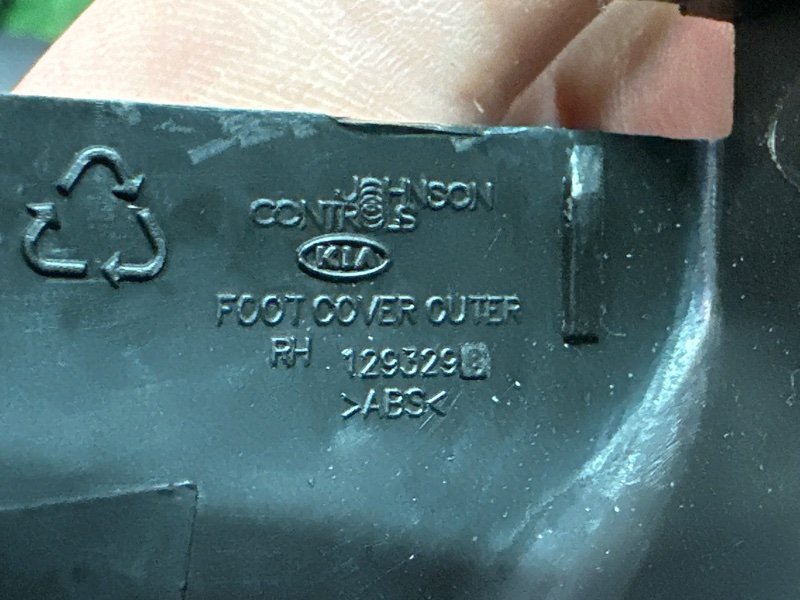 JOHNSON
CONTROLS
KIA
FOOT COVER OUTER
RH 129329
>ABS<